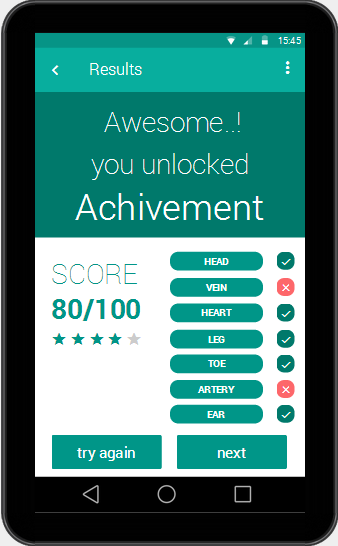 15:45
Results
Awesome..!
you unlocked
Achivement
SCORE
80/100
HEAD
VEIN
HEART
LEG
TOE
ARTERY
EAR
try again
next